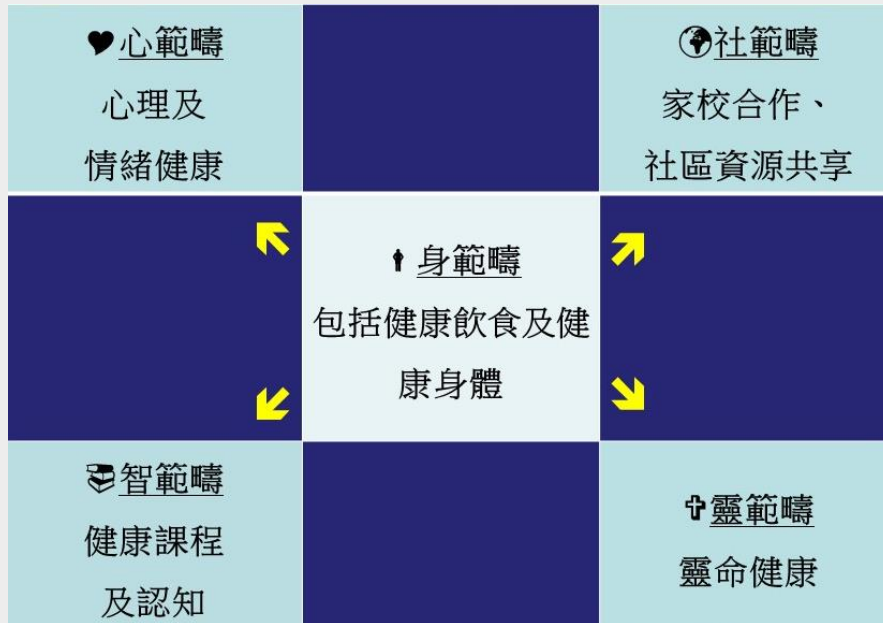 心範疇
心理及
情緒健康
社範疇
家校合作、
社區資源共享
身範疇
包括健康飲食及健
康身體
智範疇
健康課程
及認知
靈範疇
靈命健康